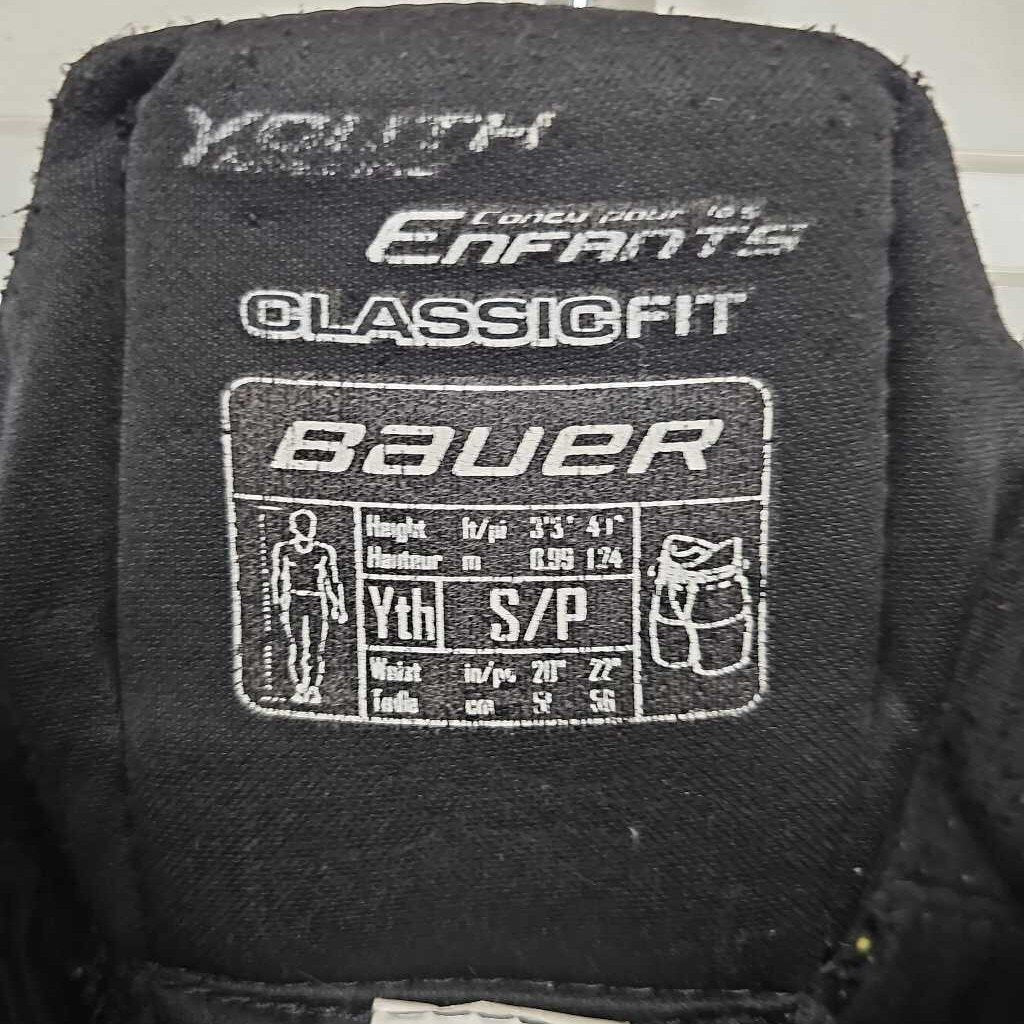 YOUTH
Conçu pour les
ENFANTS
CLASSICFIT
BAUER
Height ft/pi 3'3" 4'1"
Hauteur m 0.99 1.24
Yth S/P
Waist in/po 20" 22"
Taille cm 56